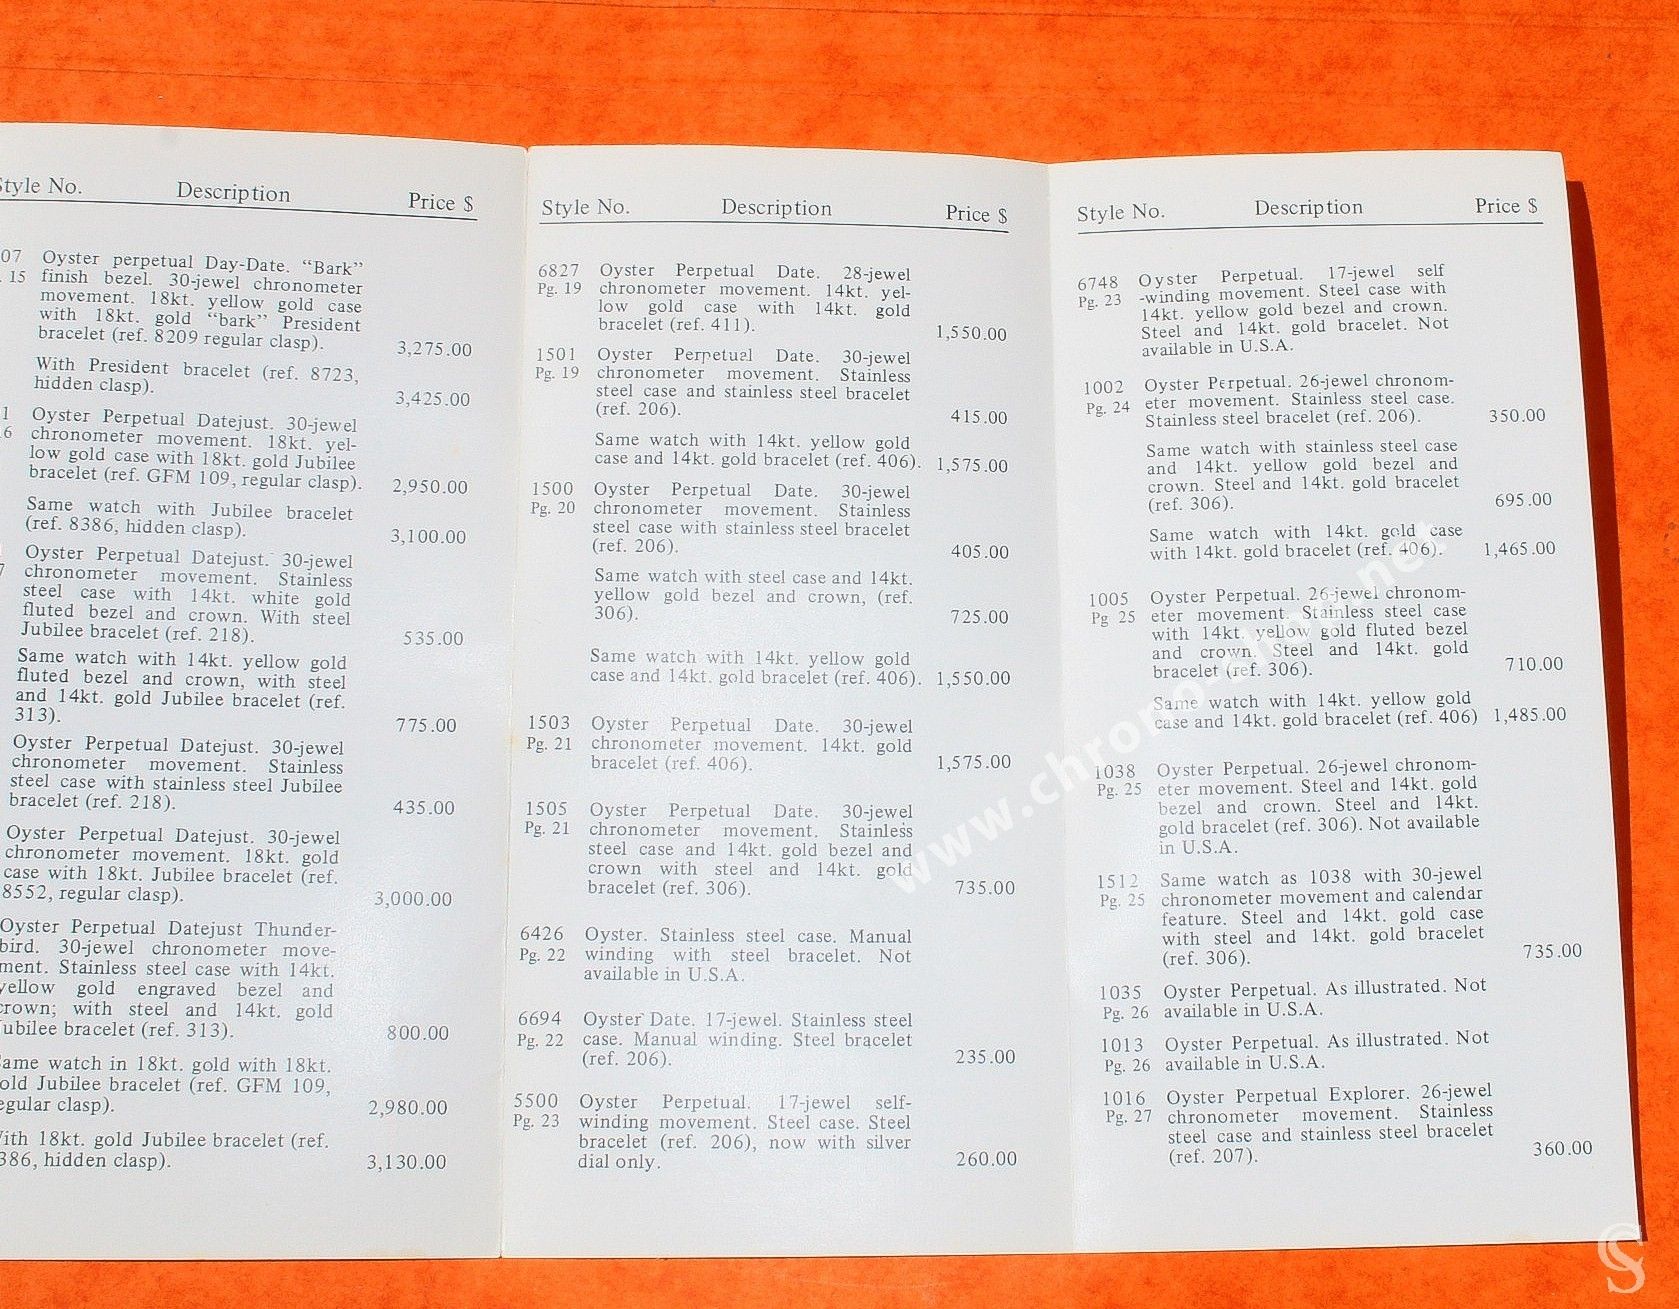 Style No. Description Price $
07 Oyster perpetual Day-Date. “Bark”
. 15 finish bezel. 30-jewel chronometer
movement. 18kt. yellow gold case
with 18kt. gold “bark” President
bracelet (ref. 8209 regular clasp). 3,275.00
With President bracelet (ref. 8723,
hidden clasp). 3,425.00
1 Oyster Perpetual Datejust. 30-jewel
6 chronometer movement. 18kt. yel-
low gold case with 18kt. gold Jubilee
bracelet (ref. GFM 109, regular clasp). 2,950.00
Same watch with Jubilee bracelet
(ref. 8386, hidden clasp). 3,100.00
Oyster Perpetual Datejust. 30-jewel
7 chronometer movement. Stainless
steel case with 14kt. white gold
fluted bezel and crown. With steel
Jubilee bracelet (ref. 218). 535.00
Same watch with 14kt. yellow gold
fluted bezel and crown, with steel
and 14kt. gold Jubilee bracelet (ref.
313). 775.00
Oyster Perpetual Datejust. 30-jewel
chronometer movement. Stainless
steel case with stainless steel Jubilee
bracelet (ref. 218). 435.00
Oyster Perpetual Datejust. 30-jewel
chronometer movement. 18kt. gold
case with 18kt. Jubilee bracelet (ref.
8552, regular clasp). 3,000.00
Oyster Perpetual Datejust Thunder-
bird. 30-jewel chronometer move-
ment. Stainless steel case with 14kt.
yellow gold engraved bezel and
crown; with steel and 14kt. gold
ubilee bracelet (ref. 313). 800.00
ame watch in 18kt. gold with 18kt.
old Jubilee bracelet (ref. GFM 109,
egular clasp). 2,980.00
ith 18kt. gold Jubilee bracelet (ref.
386, hidden clasp). 3,130.00
Style No. Description Price $
6827 Oyster Perpetual Date. 28-jewel
Pg. 19 chronometer movement. 14kt. yel-
low gold case with 14kt. gold
bracelet (ref. 411). 1,550.00
1501 Oyster Perpetual Date. 30-jewel
Pg. 19 chronometer movement. Stainless
steel case and stainless steel bracelet
(ref. 206). 415.00
Same watch with 14kt. yellow gold
case and 14kt. gold bracelet (ref. 406). 1,575.00
1500 Oyster Perpetual Date. 30-jewel
Pg. 20 chronometer movement. Stainless
steel case with stainless steel bracelet
(ref. 206). 405.00
Same watch with steel case and 14kt.
yellow gold bezel and crown, (ref.
306). 725.00
Same watch with 14kt. yellow gold
case and 14kt. gold bracelet (ref. 406). 1,550.00
1503 Oyster Perpetual Date. 30-jewel
Pg. 21 chronometer movement. 14kt. gold
bracelet (ref. 406). 1,575.00
1505 Oyster Perpetual Date. 30-jewel
Pg. 21 chronometer movement. Stainless
steel case and 14kt. gold bezel and
crown with steel and 14kt. gold
bracelet (ref. 306). 735.00
6426 Oyster. Stainless steel case. Manual
Pg. 22 winding with steel bracelet. Not
available in U.S.A.
6694 Oyster Date. 17-jewel. Stainless steel
Pg. 22 case. Manual winding. Steel bracelet
(ref. 206). 235.00
5500 Oyster Perpetual. 17-jewel self-
Pg. 23 winding movement. Steel case. Steel
bracelet (ref. 206), now with silver
dial only. 260.00
Style No. Description Price $
6748 Oyster Perpetual. 17-jewel self
Pg. 23 -winding movement. Steel case with
14kt. yellow gold bezel and crown.
Steel and 14kt. gold bracelet. Not
available in U.S.A.
1002 Oyster Perpetual. 26-jewel chronom-
Pg. 24 eter movement. Stainless steel case.
Stainless steel bracelet (ref. 206). 350.00
Same watch with stainless steel case
and 14kt. yellow gold bezel and
crown. Steel and 14kt. gold bracelet
(ref. 306). 695.00
Same watch with 14kt. gold case
with 14kt. gold bracelet (ref. 406). 1,465.00
1005 Oyster Perpetual. 26-jewel chronom-
Pg 25 eter movement. Stainless steel case
with 14kt. yellow gold fluted bezel
and crown. Steel and 14kt. gold
bracelet (ref. 306). 710.00
Same watch with 14kt. yellow gold
case and 14kt. gold bracelet (ref. 406) 1,485.00
1038 Oyster Perpetual. 26-jewel chronom-
Pg. 25 eter movement. Steel and 14kt. gold
bezel and crown. Steel and 14kt.
gold bracelet (ref. 306). Not available
in U.S.A.
1512 Same watch as 1038 with 30-jewel
Pg. 25 chronometer movement and calendar
feature. Steel and 14kt. gold case
with steel and 14kt. gold bracelet
(ref. 306). 735.00
1035 Oyster Perpetual. As illustrated. Not
Pg. 26 available in U.S.A.
1013 Oyster Perpetual. As illustrated. Not
Pg. 26 available in U.S.A.
1016 Oyster Perpetual Explorer. 26-jewel
Pg. 27 chronometer movement. Stainless
steel case and stainless steel bracelet
(ref. 207). 360.00